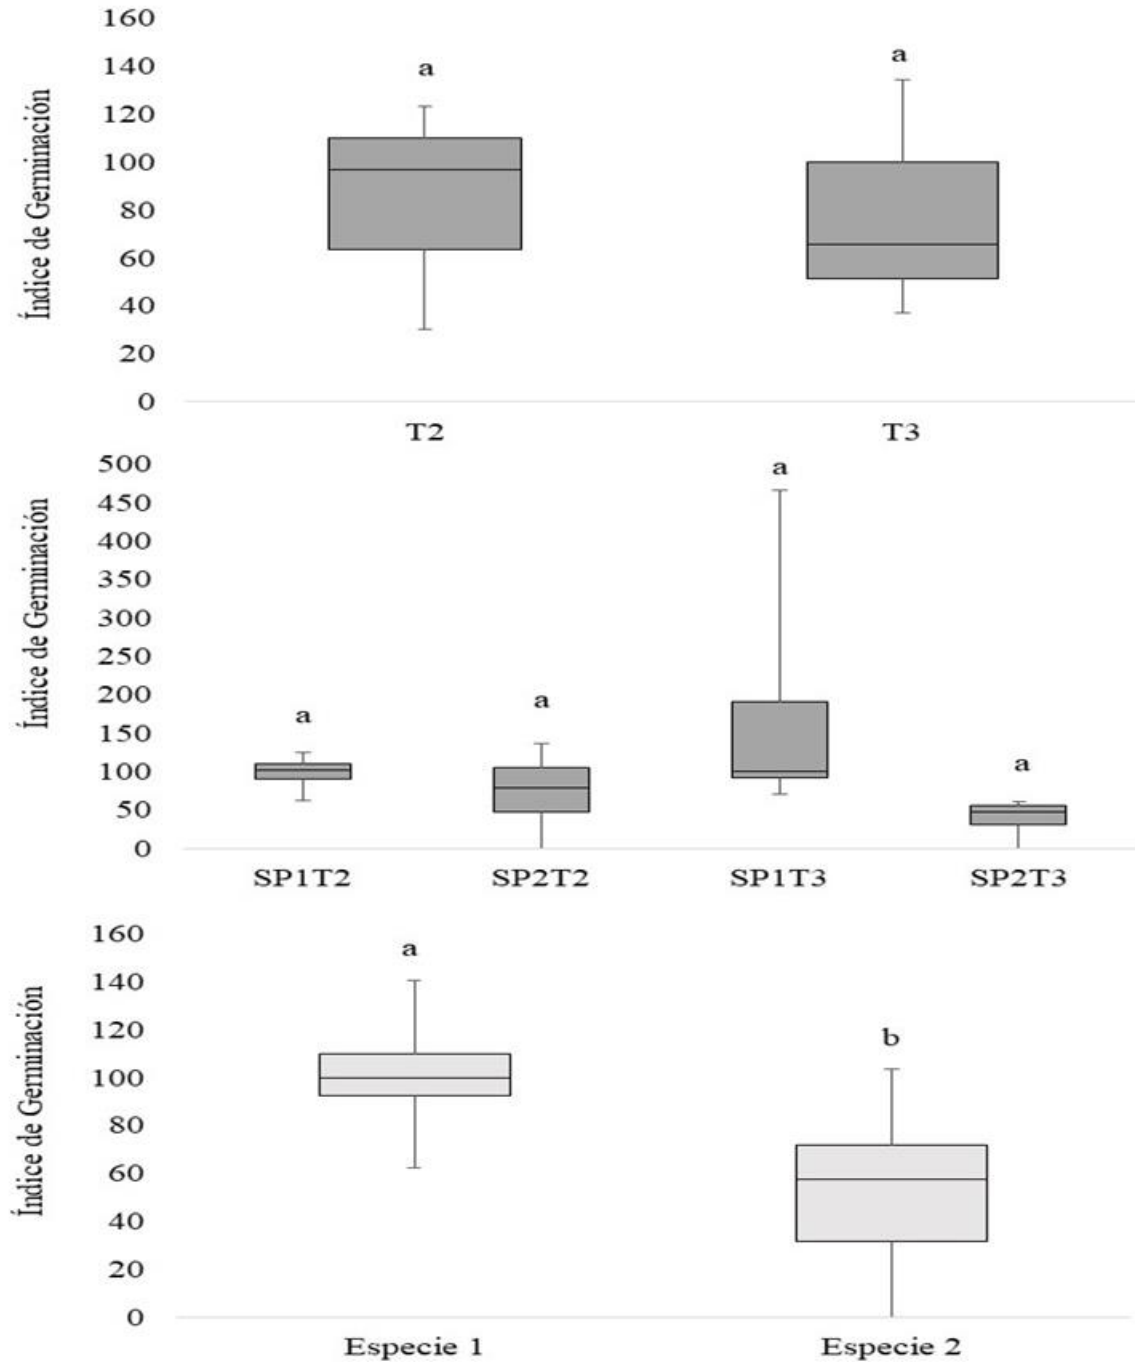 160
140
120
100
80
60
40
20
0
Índice de Germinación
a
a
T2
T3
500
450
400
350
300
250
200
150
100
50
0
Índice de Germinación
a
a
a
a
SP1T2
SP2T2
SP1T3
SP2T3
160
140
120
100
80
60
40
20
0
Índice de Germinación
a
b
Especie 1
Especie 2